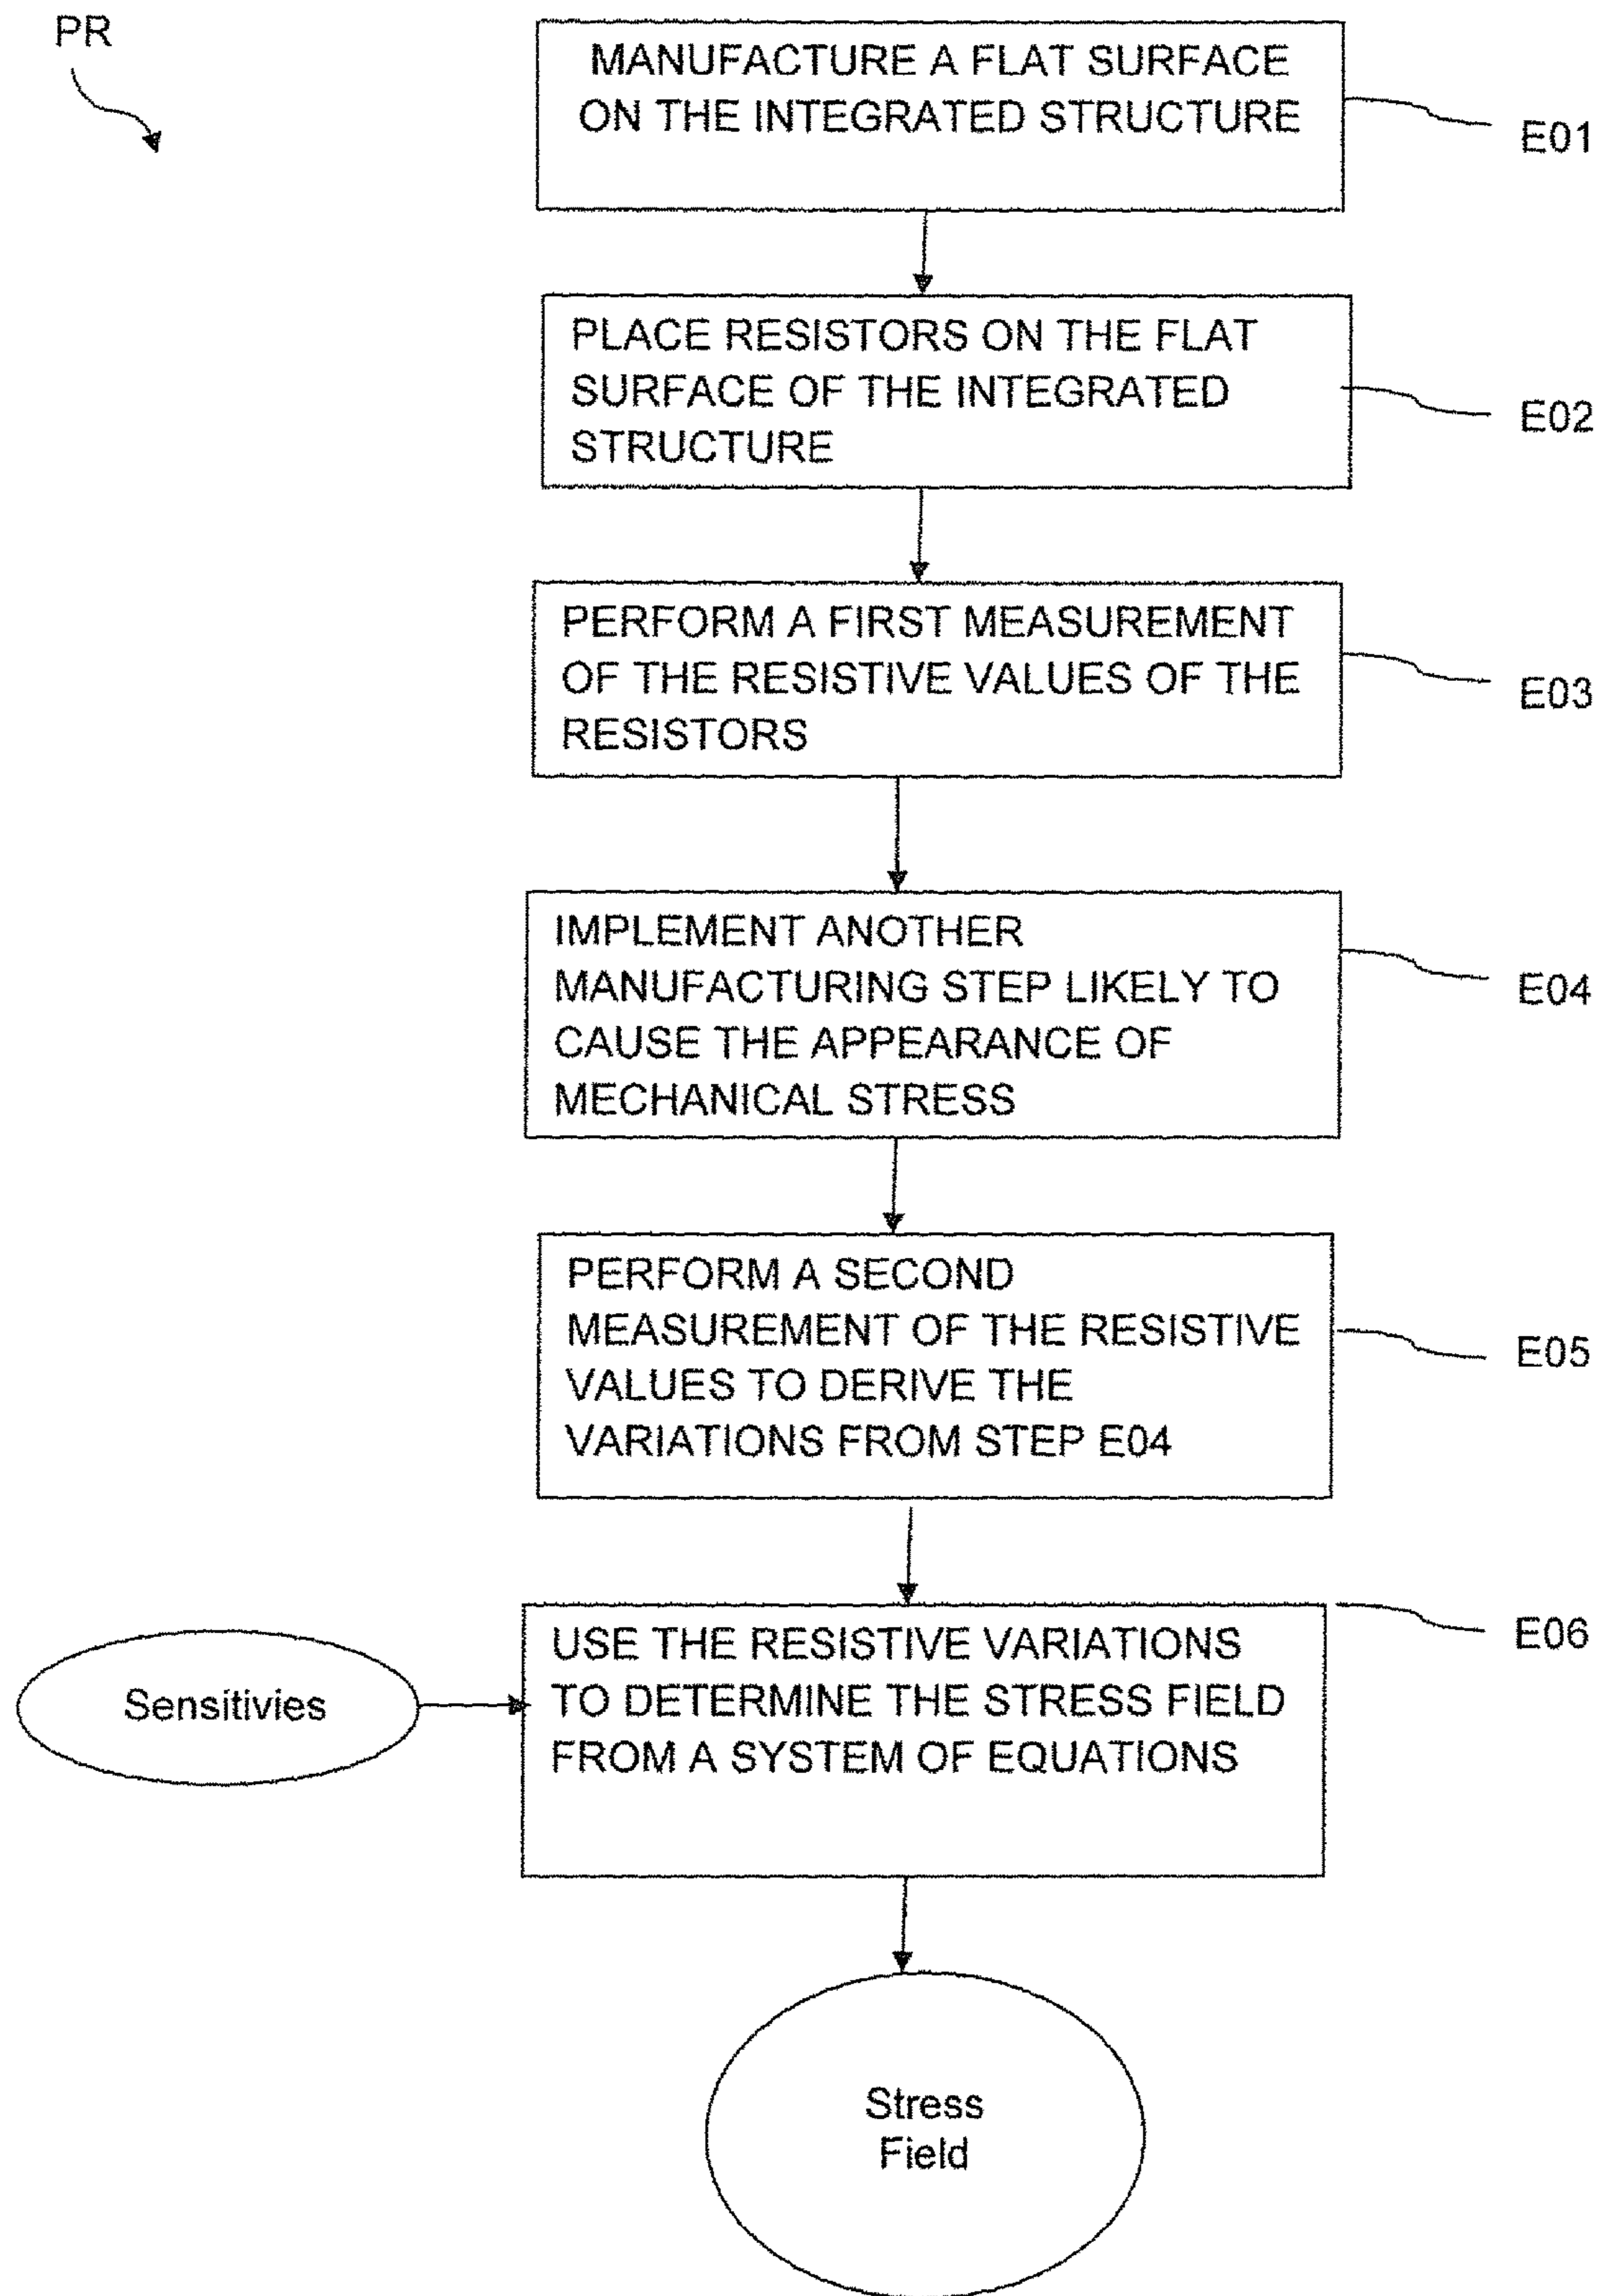 PR
MANUFACTURE A FLAT SURFACE
ON THE INTEGRATED STRUCTURE
E01
PLACE RESISTORS ON THE FLAT
SURFACE OF THE INTEGRATED
STRUCTURE
E02
PERFORM A FIRST MEASUREMENT
OF THE RESISTIVE VALUES OF THE
RESISTORS
E03
IMPLEMENT ANOTHER
MANUFACTURING STEP LIKELY TO
CAUSE THE APPEARANCE OF
MECHANICAL STRESS
E04
PERFORM A SECOND
MEASUREMENT OF THE RESISTIVE
VALUES TO DERIVE THE
VARIATIONS FROM STEP E04
E05
USE THE RESISTIVE VARIATIONS
TO DETERMINE THE STRESS FIELD
FROM A SYSTEM OF EQUATIONS
E06
Sensitivies
Stress
Field